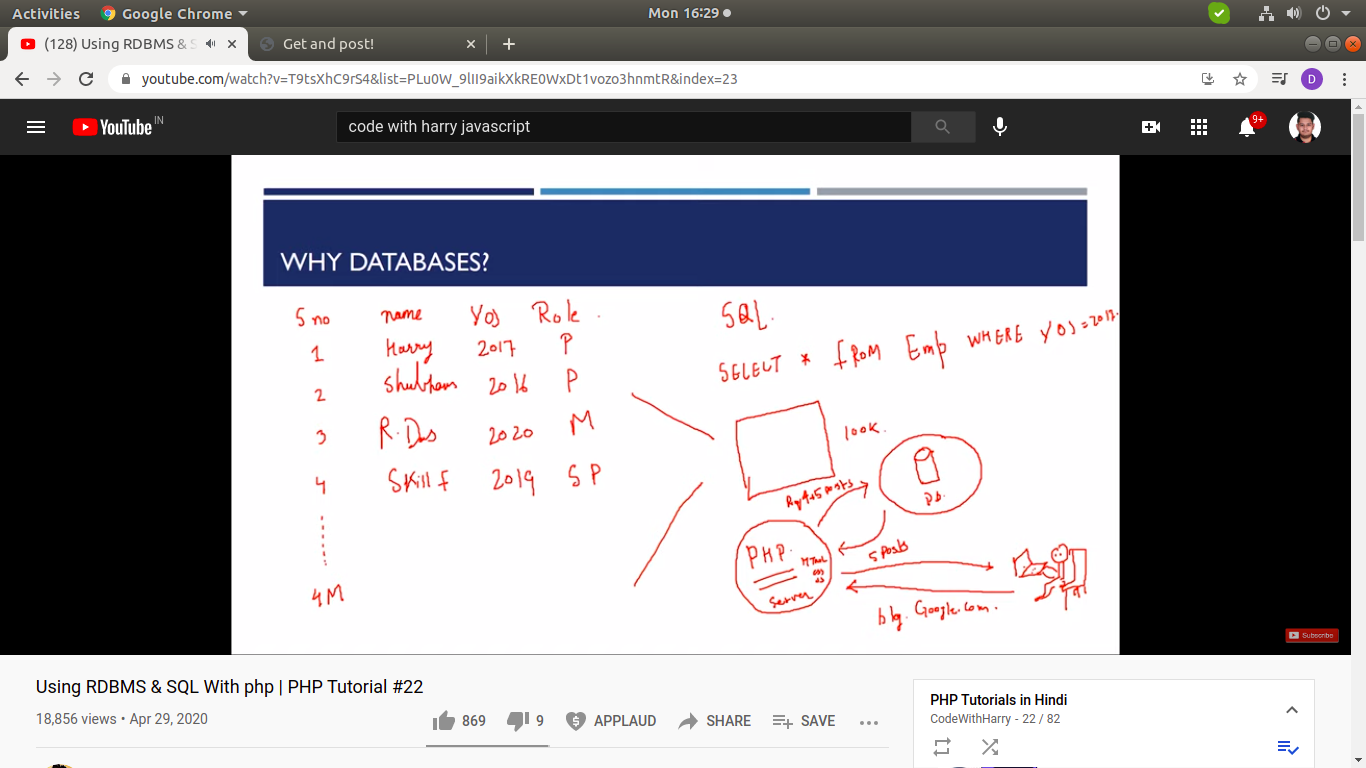 Activities Google Chrome Mon 16:29
(128) Using RDBMS & S Get and post!
youtube.com/watch?v=T9tsXhC9rS4&list=PLu0W_9lII9aikXkRE0WxDt1vozo3hnmtR&index=23 D
YouTube IN code with harry javascript 9+
WHY DATABASES?
S no name YOJ Role
1 Harry 2017 P
2 Shubham 2016 P
3 R.Das 2020 M
4 Skill F 2019 S P
4M
SQL.
SELECT * FROM Emp WHERE YOJ=2017.
100K.
Req 4 5 posts
Db.
PHP.
HTML
CSS
JS
Server
5 posts
blog.Google.com.
Subscribe
Using RDBMS & SQL With php | PHP Tutorial #22
18,856 views • Apr 29, 2020 869 9 APPLAUD SHARE SAVE
PHP Tutorials in Hindi
CodeWithHarry - 22 / 82